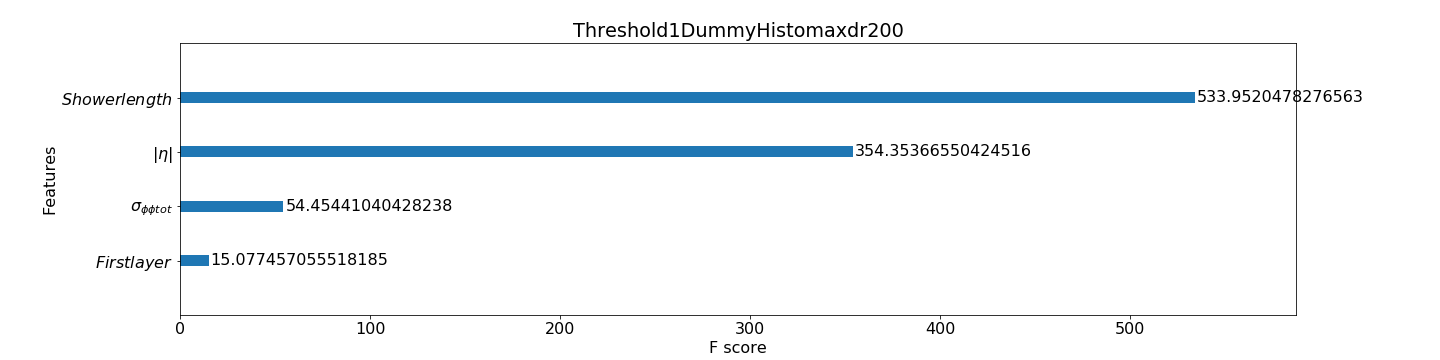 Threshold1DummyHistomaxdr200
Showerlength 533.9520478276563
|η| 354.35366550424516
σϕϕtot 54.45441040428238
Firstlayer 15.077457055518185
Features
0 100 200 300 400 500
F score